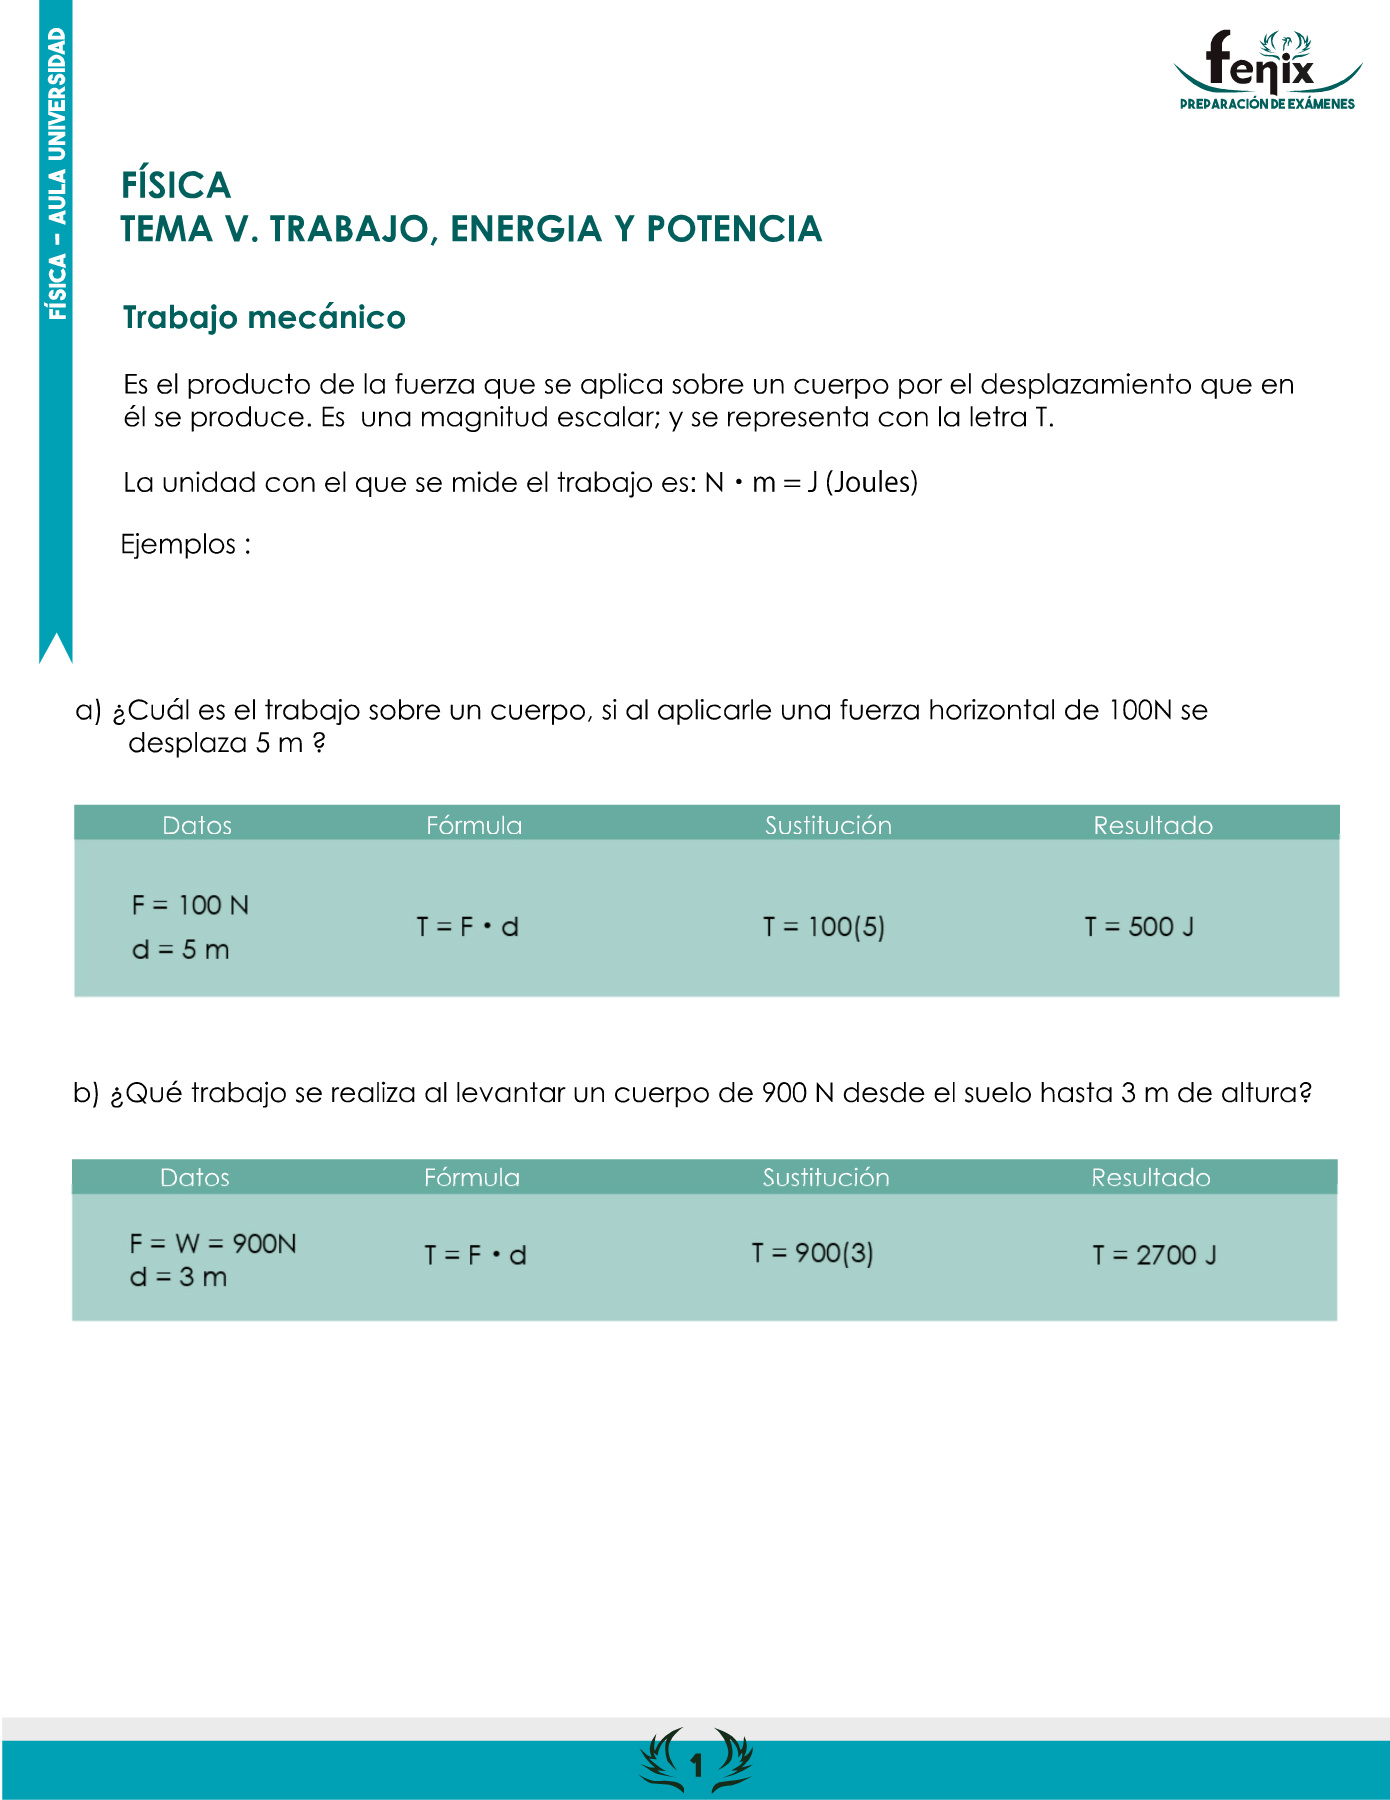 FÍSICA – AULA UNIVERSIDAD
fenix
PREPARACIÓN DE EXÁMENES
FÍSICA
TEMA V. TRABAJO, ENERGIA Y POTENCIA
Trabajo mecánico
Es el producto de la fuerza que se aplica sobre un cuerpo por el desplazamiento que en
él se produce. Es una magnitud escalar; y se representa con la letra T.
La unidad con el que se mide el trabajo es: N · m = J (Joules)
Ejemplos :
a) ¿Cuál es el trabajo sobre un cuerpo, si al aplicarle una fuerza horizontal de 100N se
desplaza 5 m ?
Datos Fórmula Sustitución Resultado
F = 100 N
d = 5 m
T = F · d T = 100(5) T = 500 J
b) ¿Qué trabajo se realiza al levantar un cuerpo de 900 N desde el suelo hasta 3 m de altura?
Datos Fórmula Sustitución Resultado
F = W = 900N
d = 3 m
T = F · d T = 900(3) T = 2700 J
1